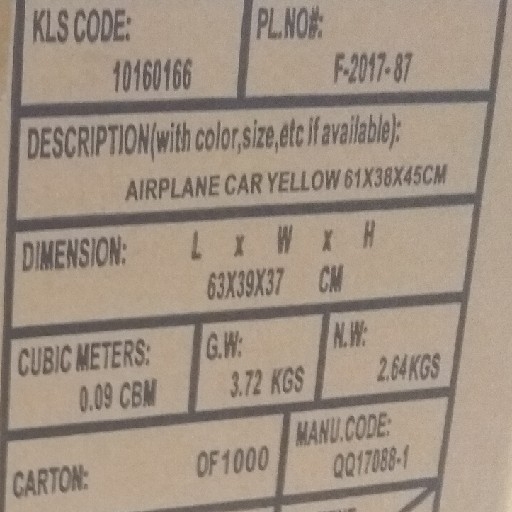 KLS CODE: PL.NO#:
10160166 F-2017-87
DESCRIPTION(with color,size,etc if available):
AIRPLANE CAR YELLOW 61X38X45CM
DIMENSION: L x W x H
63X39X37 CM
CUBIC METERS: G.W: N.W:
0.09 CBM 3.72 KGS 2.64KGS
CARTON: OF1000 MANU.CODE:
QQ17088-1